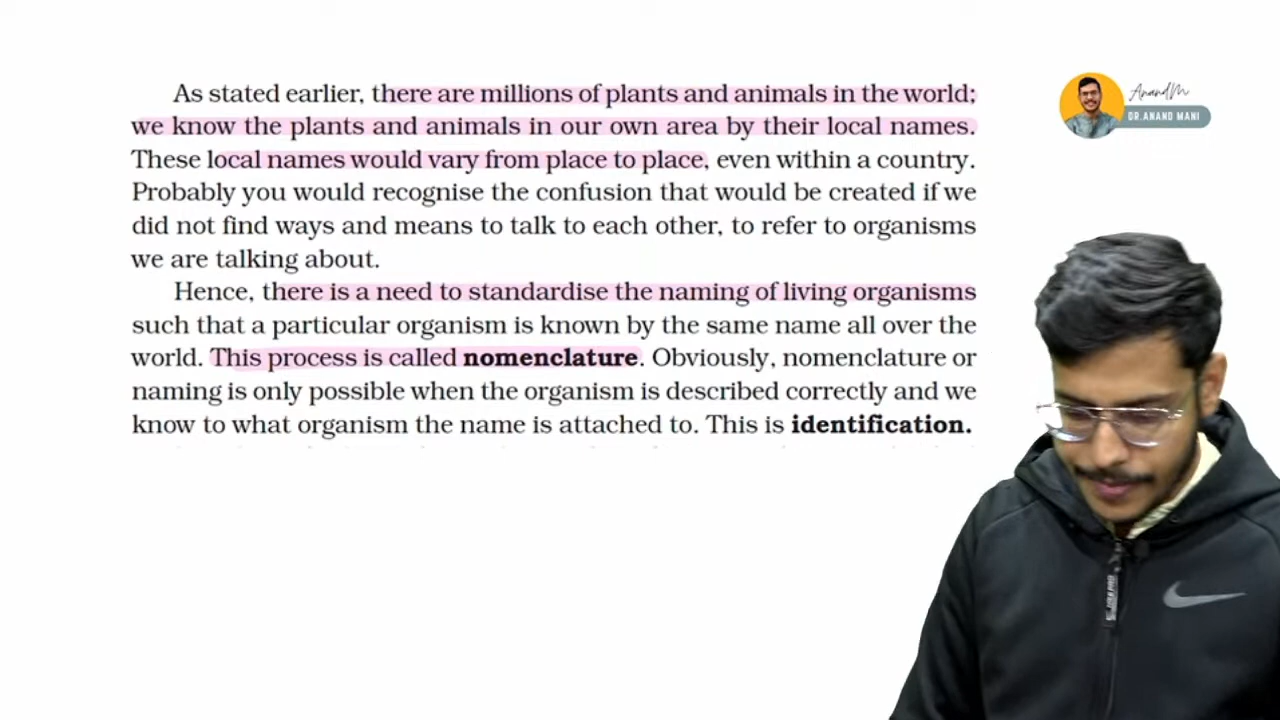 As stated earlier, there are millions of plants and animals in the world;
we know the plants and animals in our own area by their local names.
These local names would vary from place to place, even within a country.
Probably you would recognise the confusion that would be created if we
did not find ways and means to talk to each other, to refer to organisms
we are talking about.
Hence, there is a need to standardise the naming of living organisms
such that a particular organism is known by the same name all over the
world. This process is called nomenclature. Obviously, nomenclature or
naming is only possible when the organism is described correctly and we
know to what organism the name is attached to. This is identification.
AnandM
DR.ANAND MANI